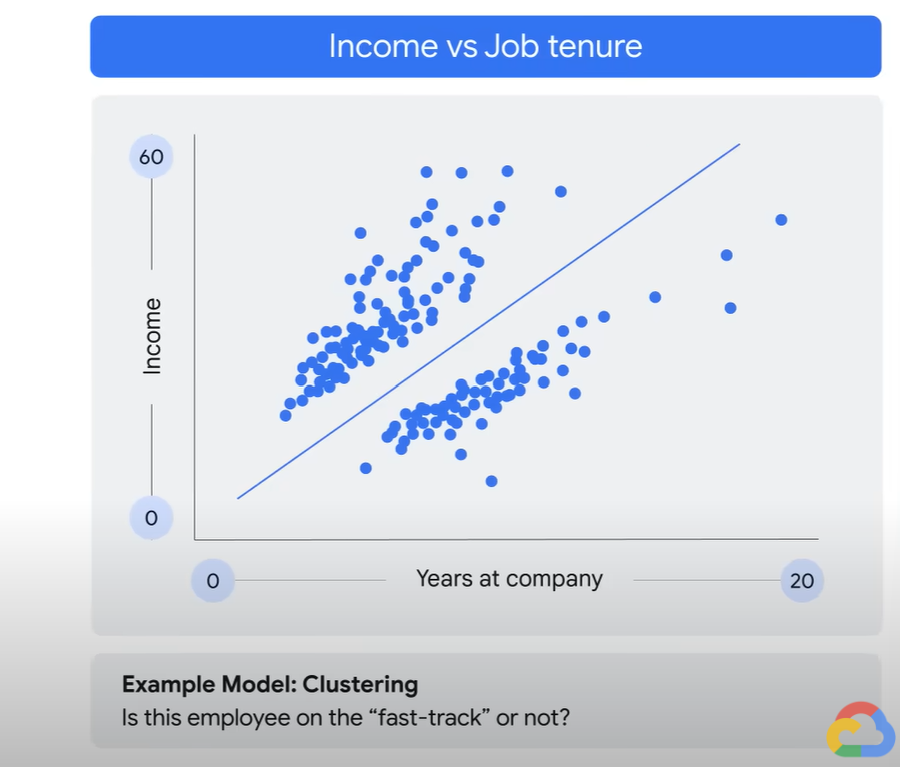 Income vs Job tenure
60
Income
0
0
Years at company
20
Example Model: Clustering
Is this employee on the “fast-track” or not?